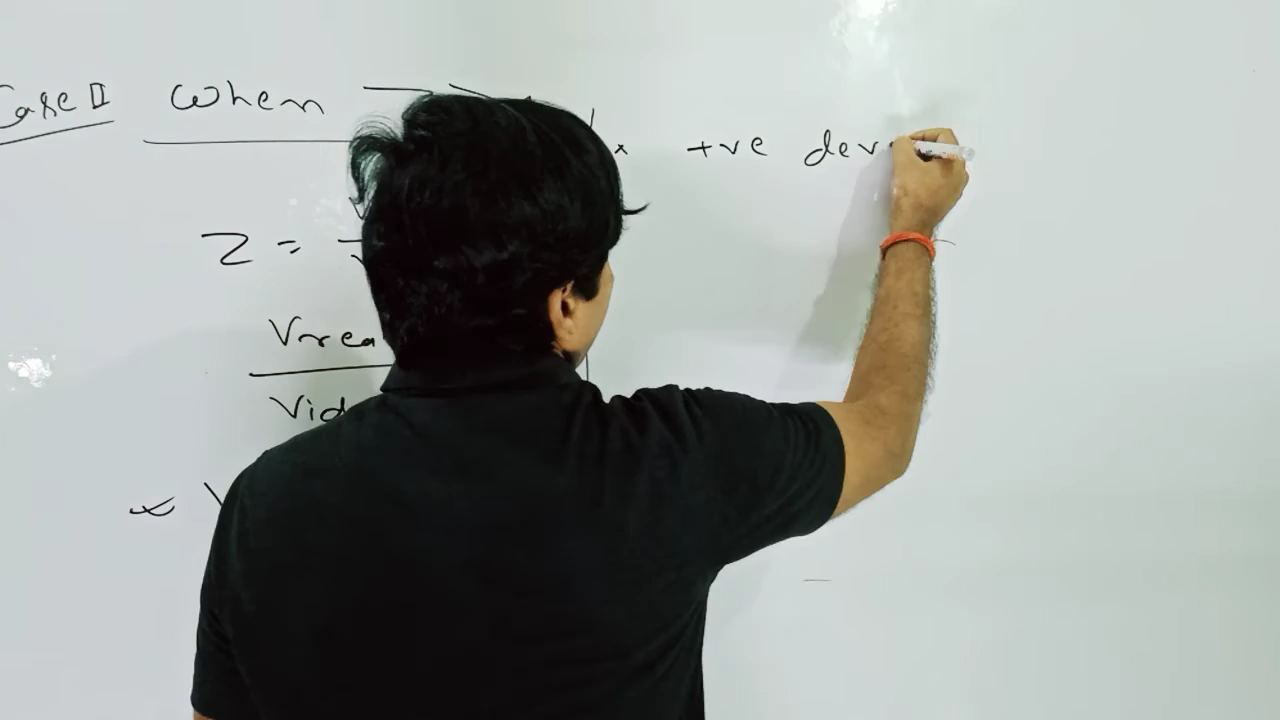 Case II When
+ve dev
Z =
Vrea
Vid